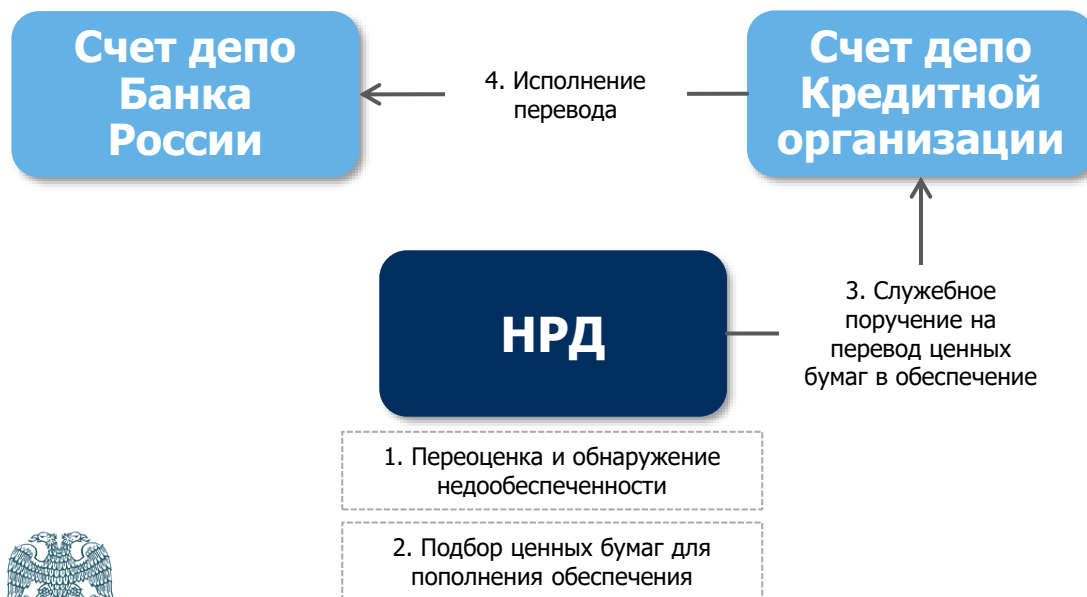 Счет депо
Банка
России
4. Исполнение
перевода
Счет депо
Кредитной
организации
НРД
3. Служебное
поручение на
перевод ценных
бумаг в обеспечение
1. Переоценка и обнаружение
недообеспеченности
2. Подбор ценных бумаг для
пополнения обеспечения